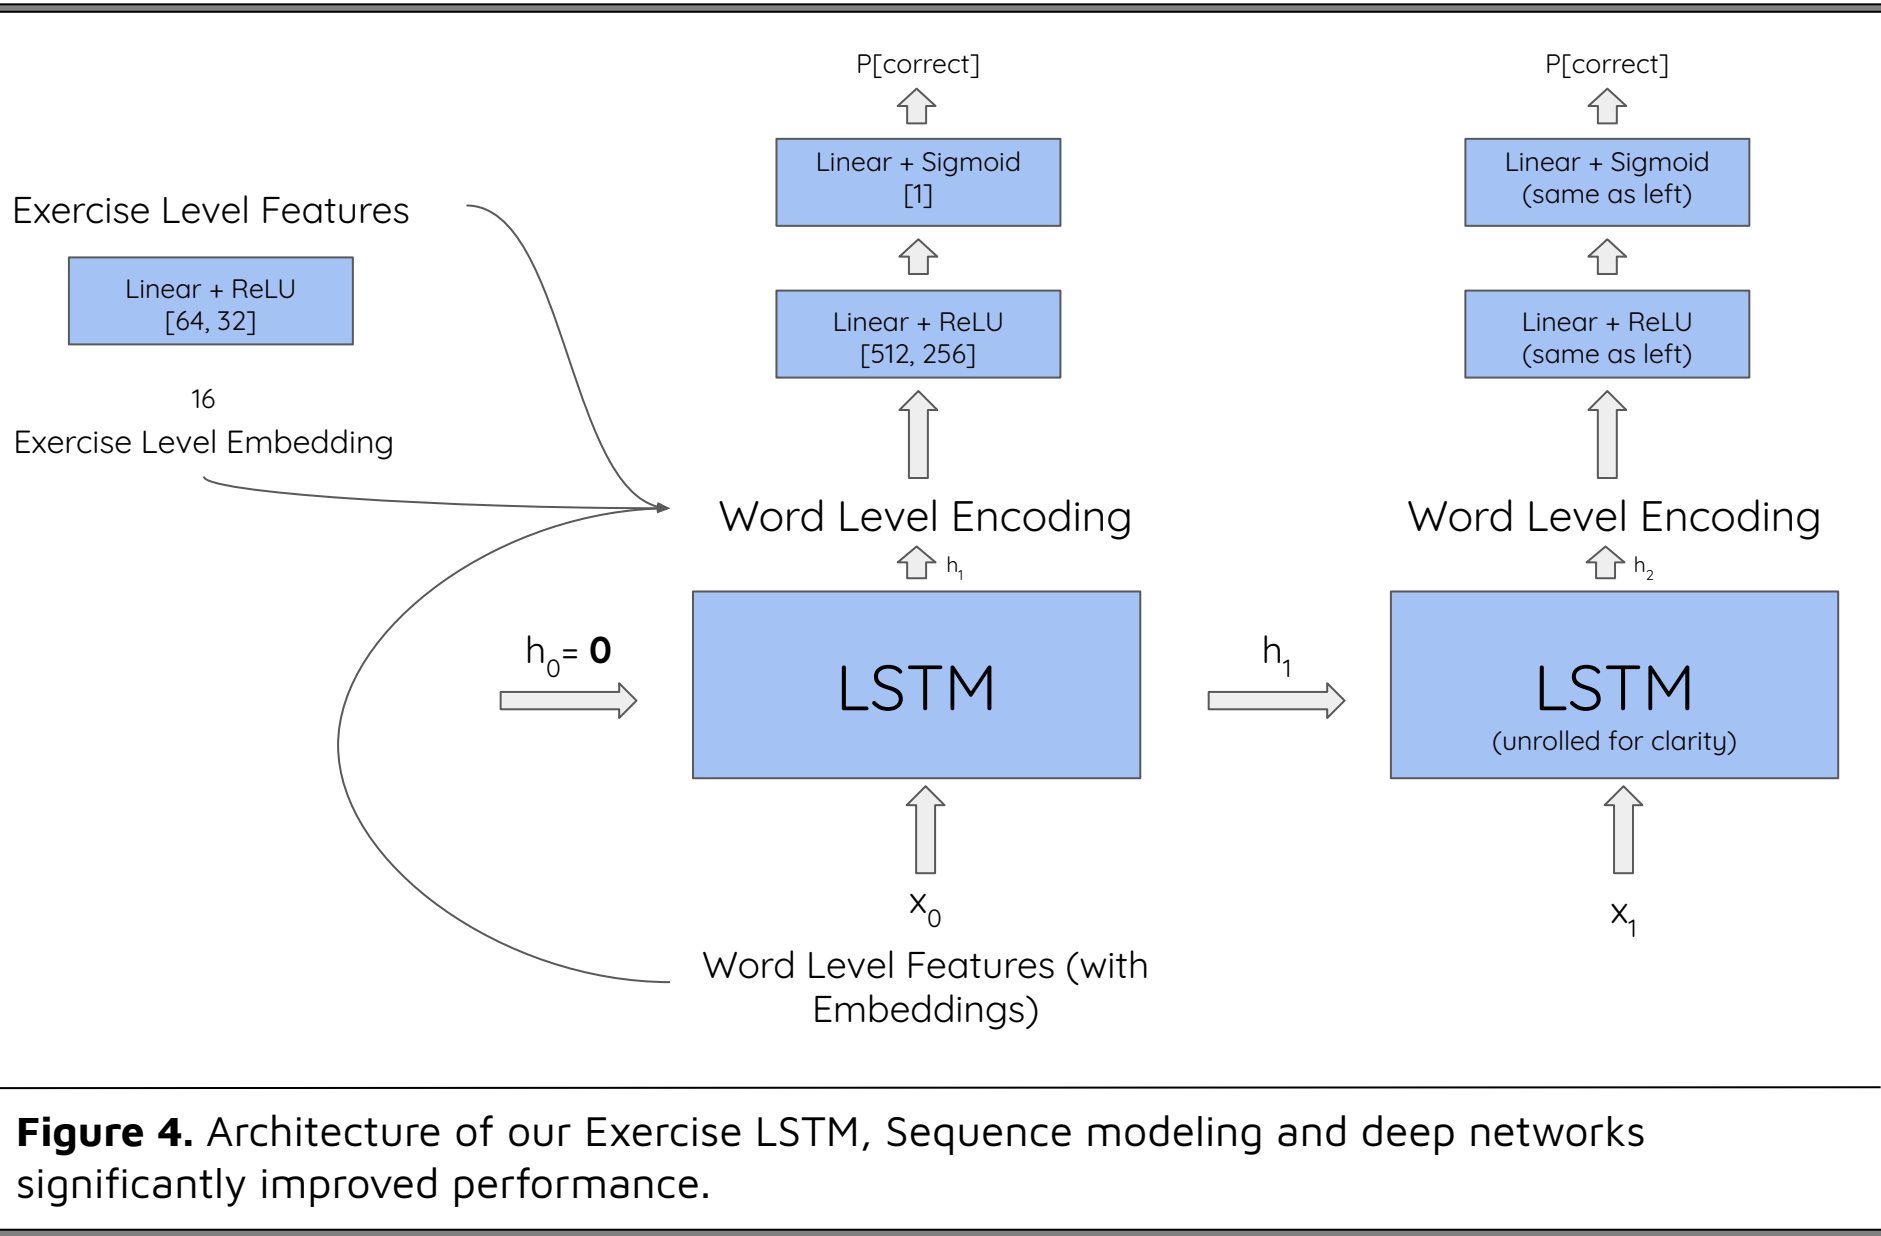 P[correct]
P[correct]
Linear + Sigmoid
[1]
Linear + Sigmoid
(same as left)
Exercise Level Features
Linear + ReLU
[64, 32]
Linear + ReLU
[512, 256]
Linear + ReLU
(same as left)
16
Exercise Level Embedding
Word Level Encoding
Word Level Encoding
h1
h2
h0= 0
LSTM
h1
LSTM
(unrolled for clarity)
x0
x1
Word Level Features (with
Embeddings)
Figure 4. Architecture of our Exercise LSTM, Sequence modeling and deep networks
significantly improved performance.